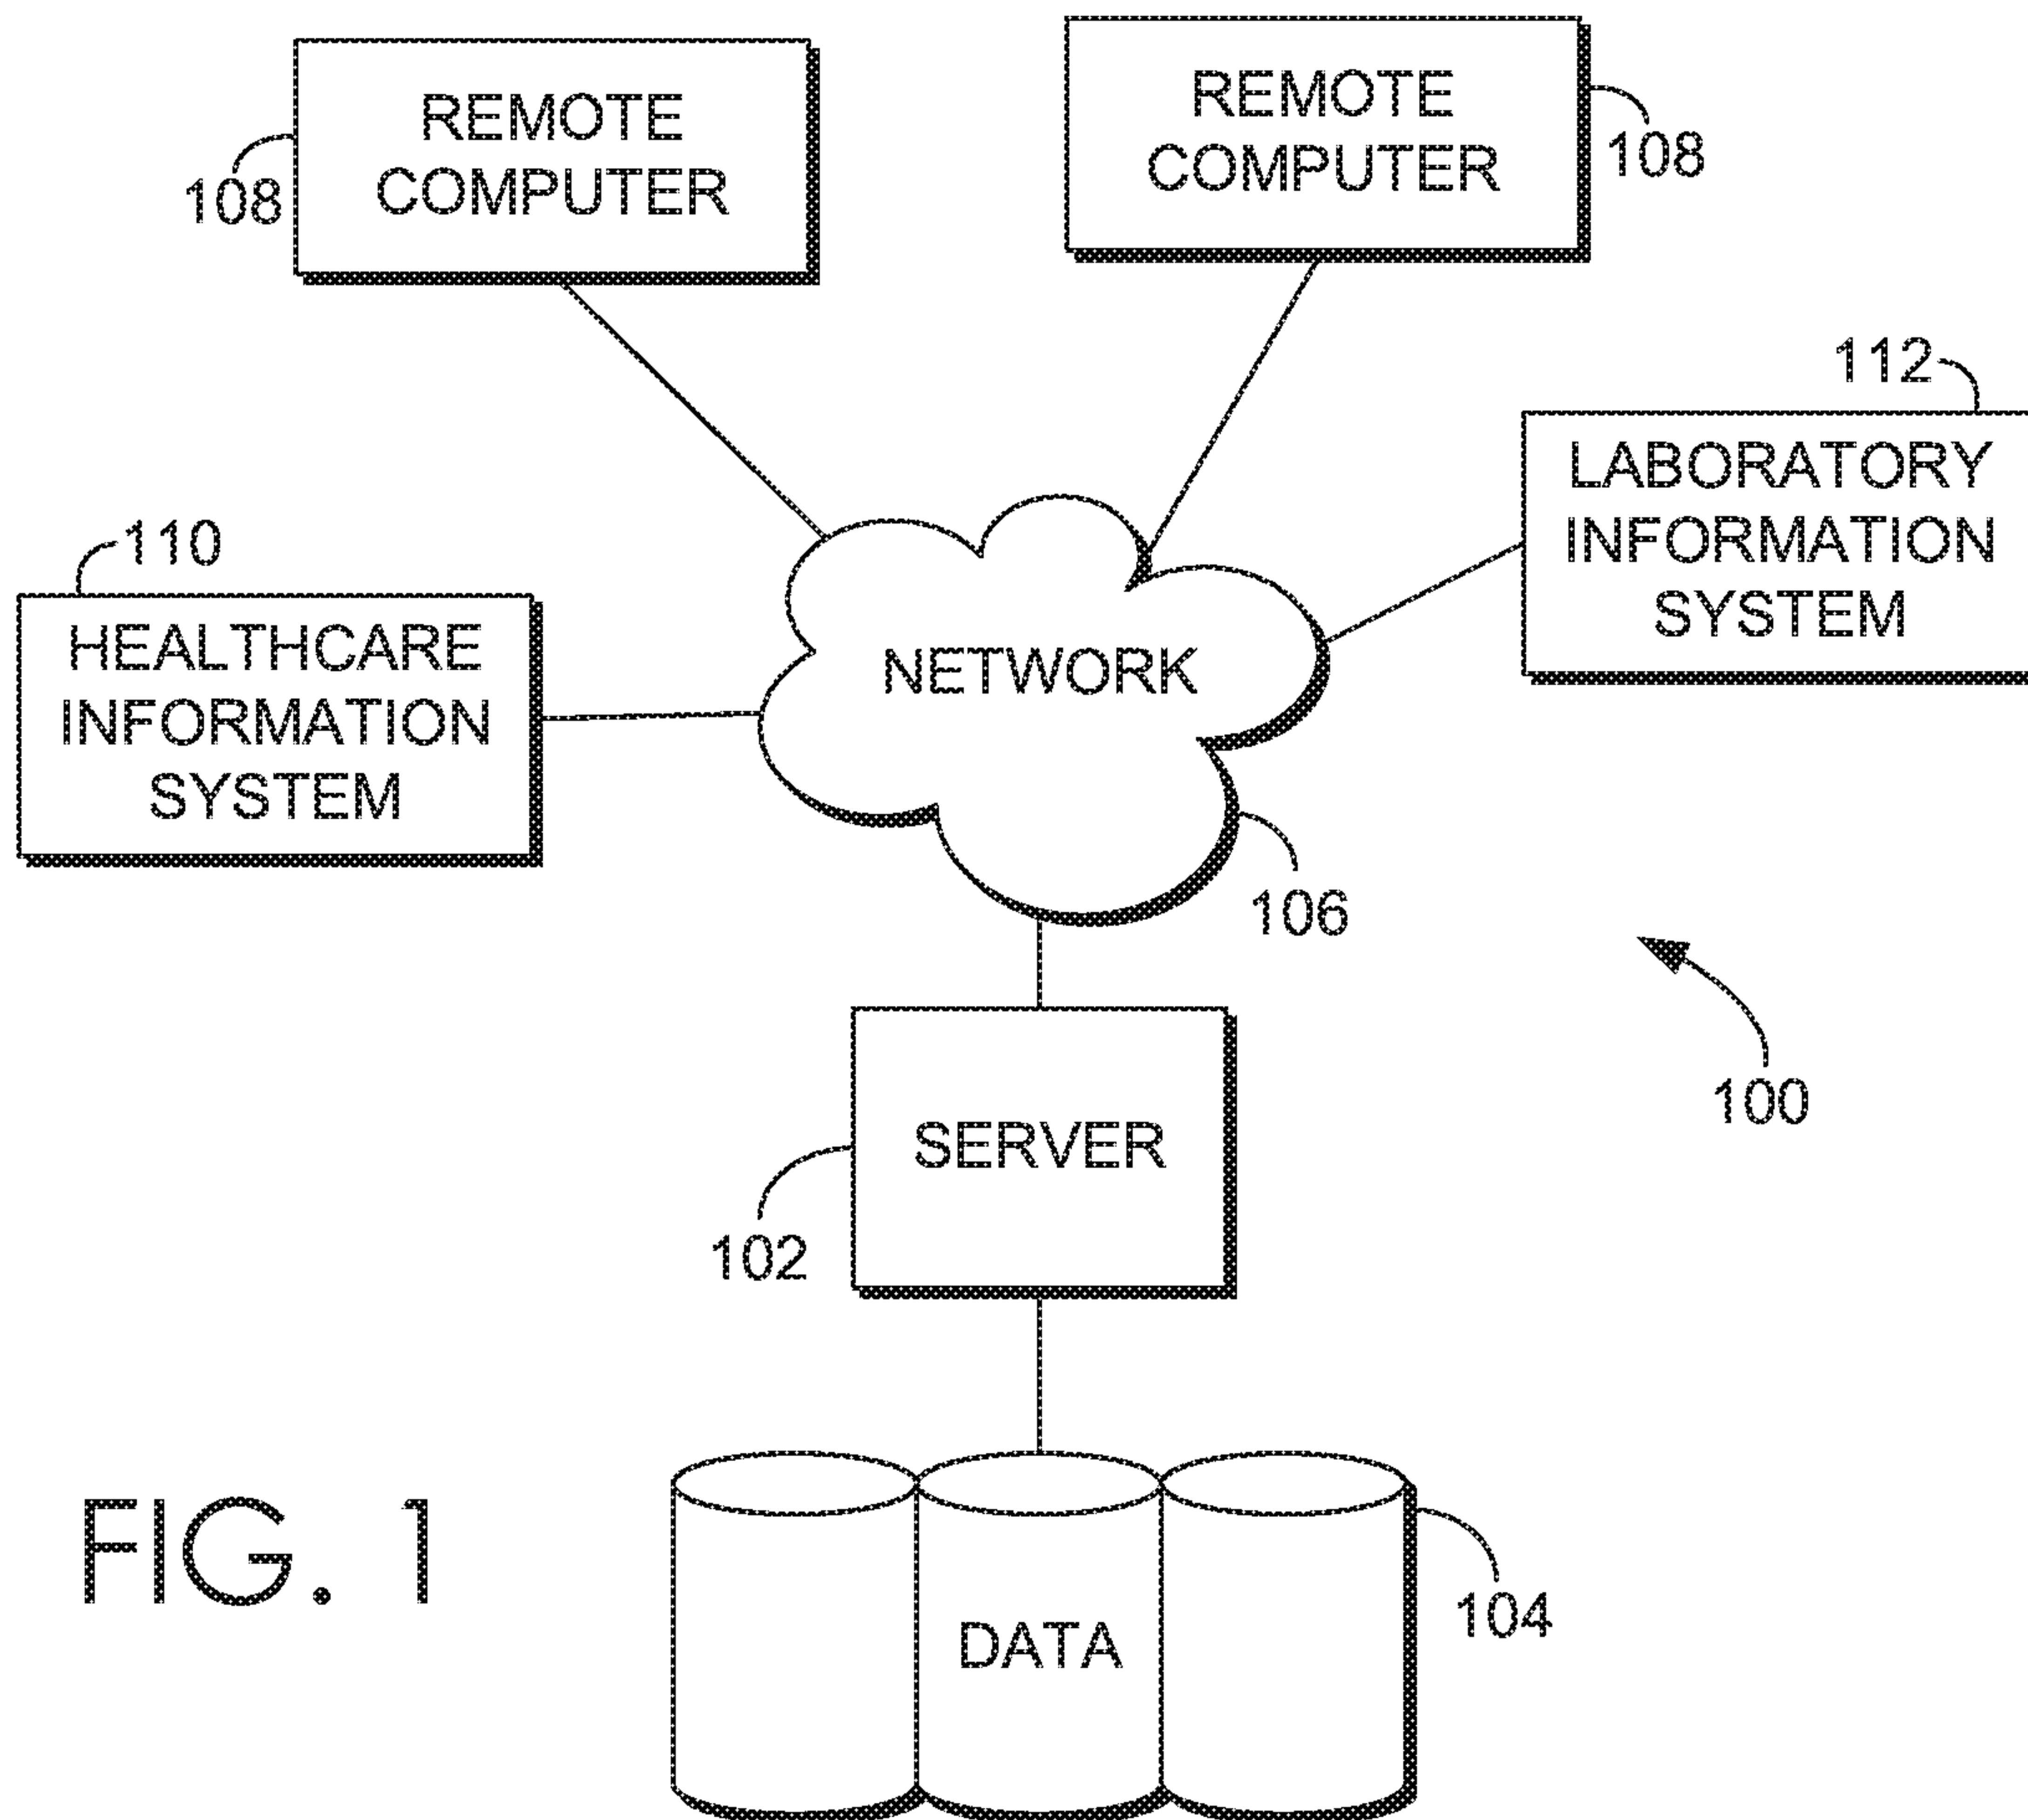 REMOTE
COMPUTER
108
REMOTE
COMPUTER
108
112
LABORATORY
INFORMATION
SYSTEM
110
HEALTHCARE
INFORMATION
SYSTEM
NETWORK
106
100
SERVER
102
FIG. 1
DATA
104